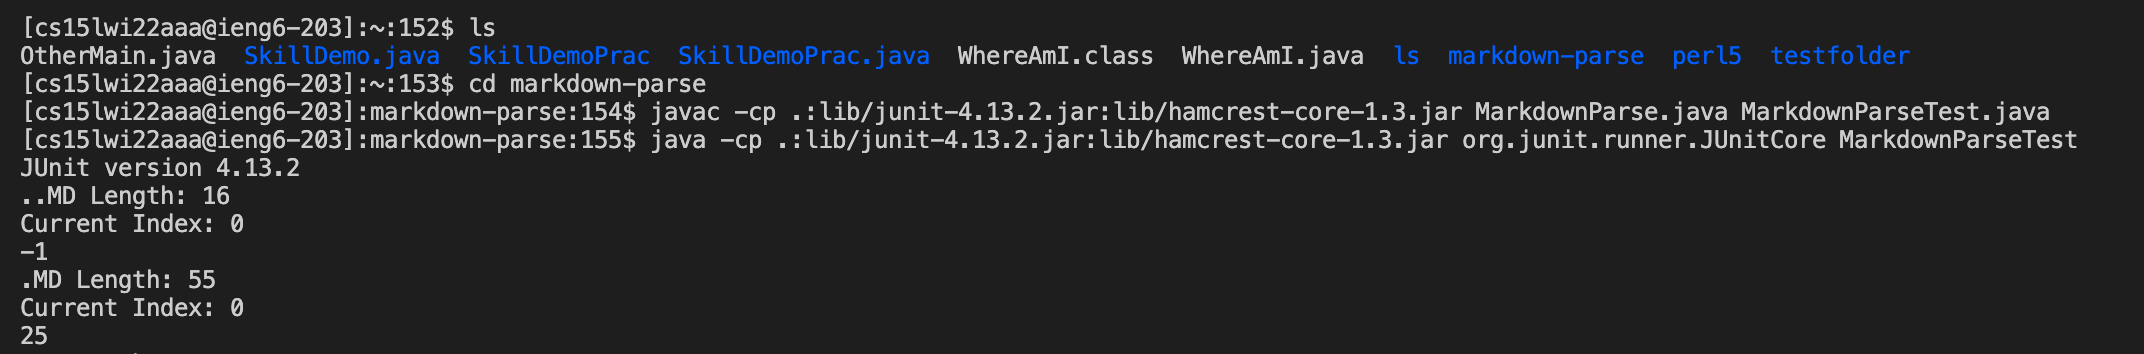 [cs15lwi22aaa@ieng6-203]:~:152$ ls
OtherMain.java  SkillDemo.java  SkillDemoPrac  SkillDemoPrac.java  WhereAmI.class  WhereAmI.java  ls  markdown-parse  perl5  testfolder
[cs15lwi22aaa@ieng6-203]:~:153$ cd markdown-parse
[cs15lwi22aaa@ieng6-203]:markdown-parse:154$ javac -cp .:lib/junit-4.13.2.jar:lib/hamcrest-core-1.3.jar MarkdownParse.java MarkdownParseTest.java
[cs15lwi22aaa@ieng6-203]:markdown-parse:155$ java -cp .:lib/junit-4.13.2.jar:lib/hamcrest-core-1.3.jar org.junit.runner.JUnitCore MarkdownParseTest
JUnit version 4.13.2
..MD Length: 16
Current Index: 0
-1
.MD Length: 55
Current Index: 0
25